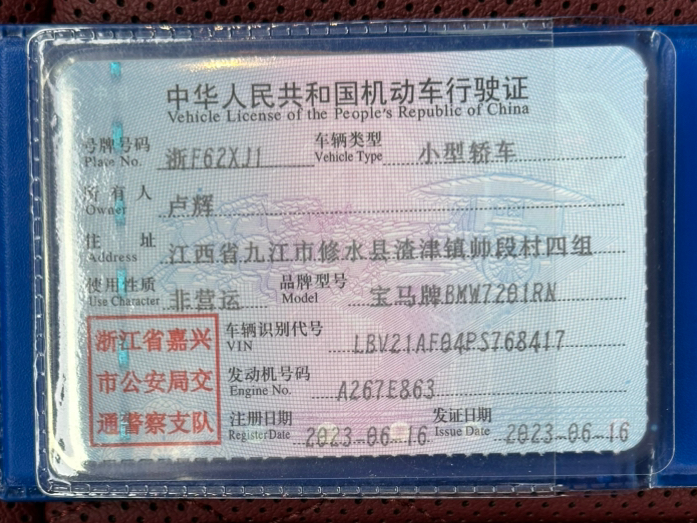 中华人民共和国机动车行驶证
Vehicle License of the People's Republic of China
号牌号码 浙F62XJ1 车辆类型 小型轿车
Plate No. Vehicle Type
所有人 卢辉
Owner
住址 江西省九江市修水县渣津镇帅段村四组
Address
使用性质 非营运 品牌型号 宝马牌BMW7201RN
Use Character Model
浙江省嘉兴
市公安局交
通警察支队
车辆识别代号 LBV21AF04PS768417
VIN
发动机号码 A267E863
Engine No.
注册日期 2023-06-16 发证日期 2023-06-16
Register Date Issue Date